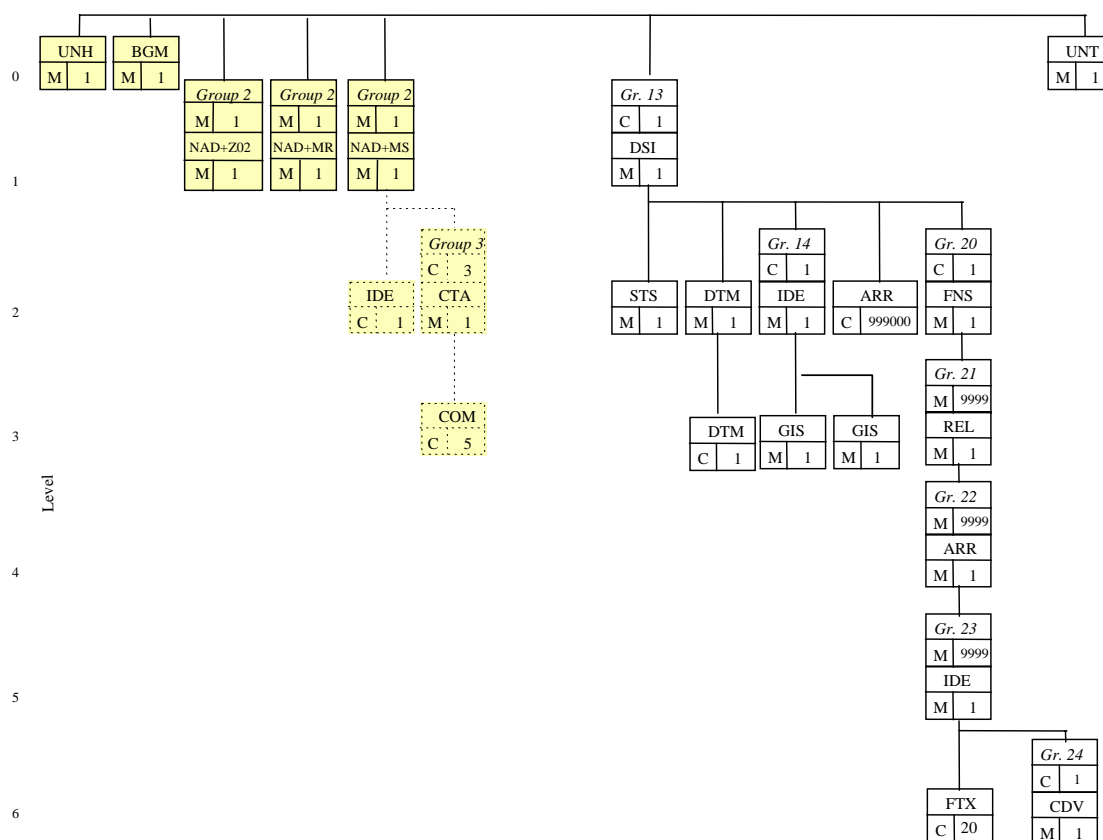 UNH
BGM
UNT
M 1
M 1
M 1
0
Group 2
Group 2
Group 2
Gr. 13
M 1
M 1
M 1
C 1
NAD+Z02
NAD+MR
NAD+MS
DSI
M 1
M 1
M 1
M 1
1
Group 3
Gr. 14
Gr. 20
C 3
C 1
C 1
IDE
CTA
STS
DTM
IDE
ARR
FNS
C 1
M 1
M 1
M 1
M 1
C 999000
M 1
2
Gr. 21
M 9999
COM
DTM
GIS
GIS
REL
C 5
C 1
M 1
M 1
M 1
3
Level
Gr. 22
M 9999
ARR
M 1
4
Gr. 23
M 9999
IDE
M 1
5
Gr. 24
C 1
FTX
CDV
C 20
M 1
6